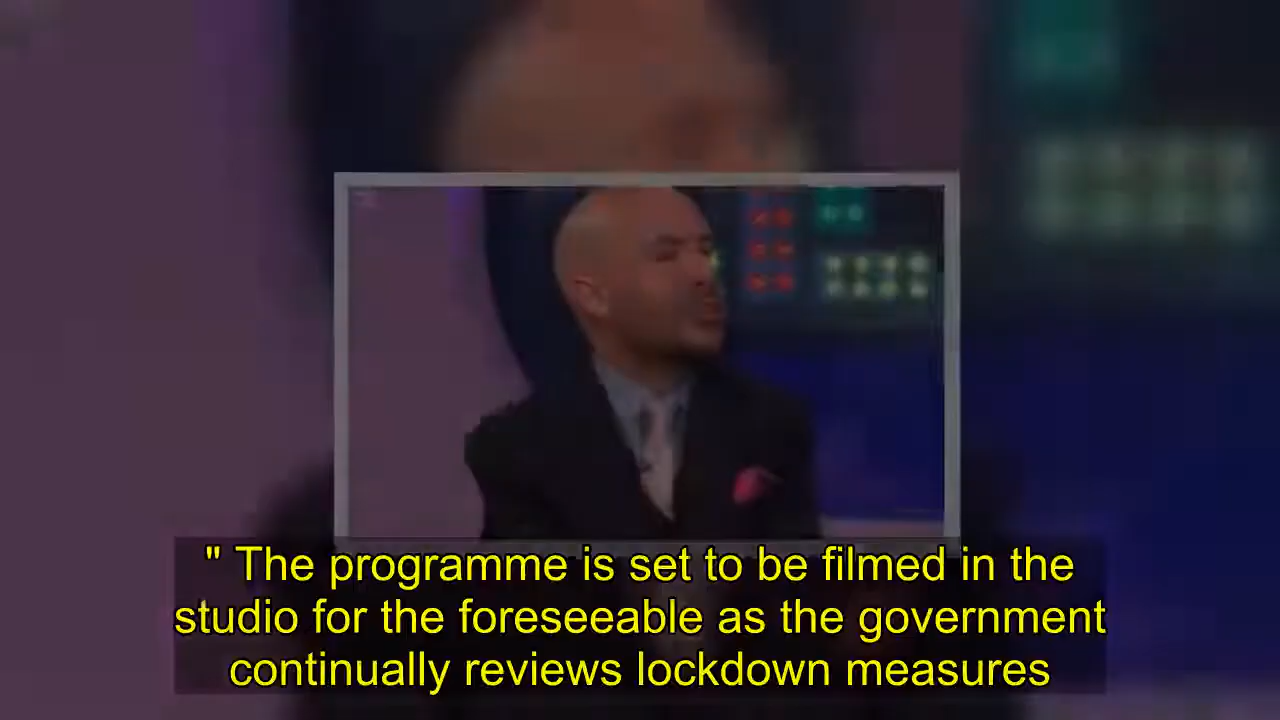 " The programme is set to be filmed in the
studio for the foreseeable as the government
continually reviews lockdown measures